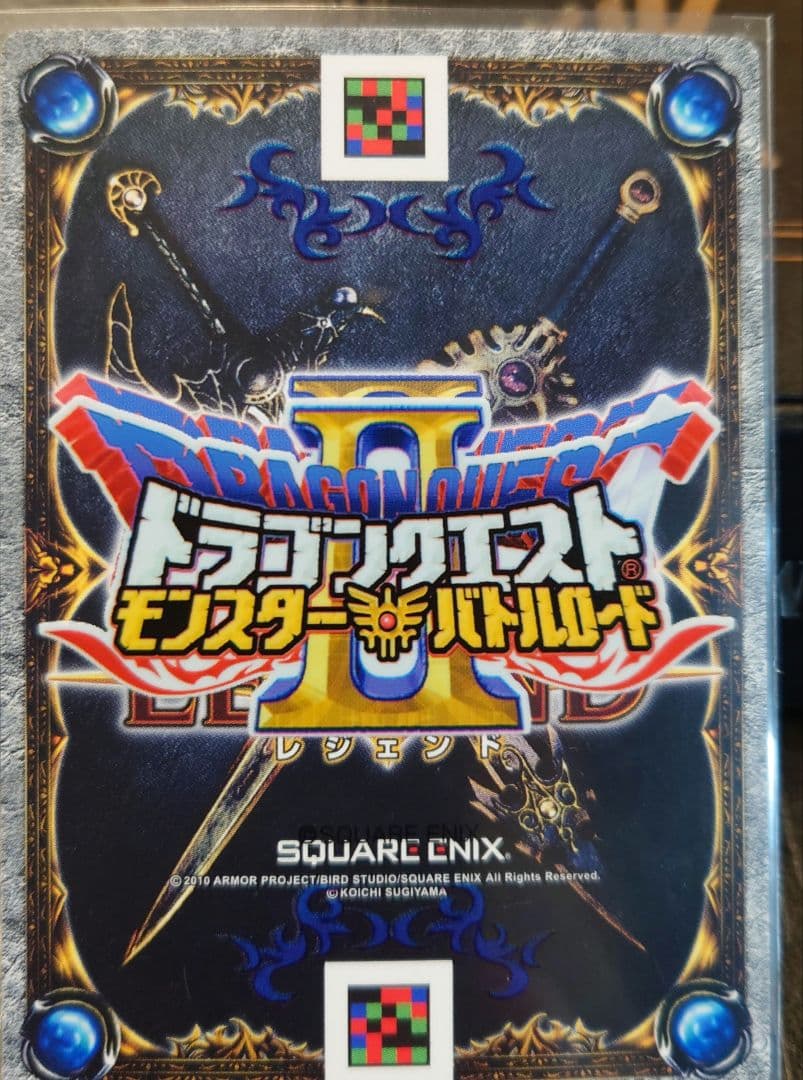 DRAGON QUEST
II
ドラゴンクエスト®
モンスターバトルロード
LEGEND
レジェンド
©SQUARE ENIX
SQUARE ENIX.
©2010 ARMOR PROJECT/BIRD STUDIO/SQUARE ENIX All Rights Reserved.
©KOICHI SUGIYAMA